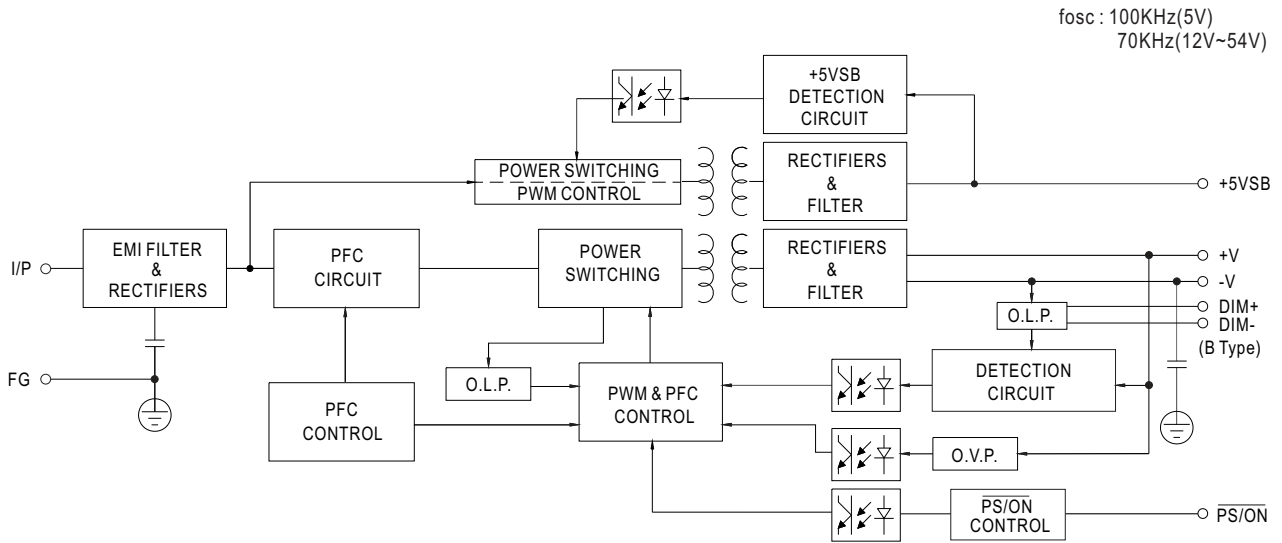 fosc : 100KHz(5V)
70KHz(12V~54V)
+5VSB
DETECTION
CIRCUIT
POWER SWITCHING
PWM CONTROL
RECTIFIERS
&
FILTER
+5VSB
I/P
EMI FILTER
&
RECTIFIERS
PFC
CIRCUIT
POWER
SWITCHING
RECTIFIERS
&
FILTER
+V
-V
DIM+
DIM-
(B Type)
O.L.P.
FG
O.L.P.
PFC
CONTROL
PWM & PFC
CONTROL
DETECTION
CIRCUIT
O.V.P.
PS/ON
CONTROL
PS/ON